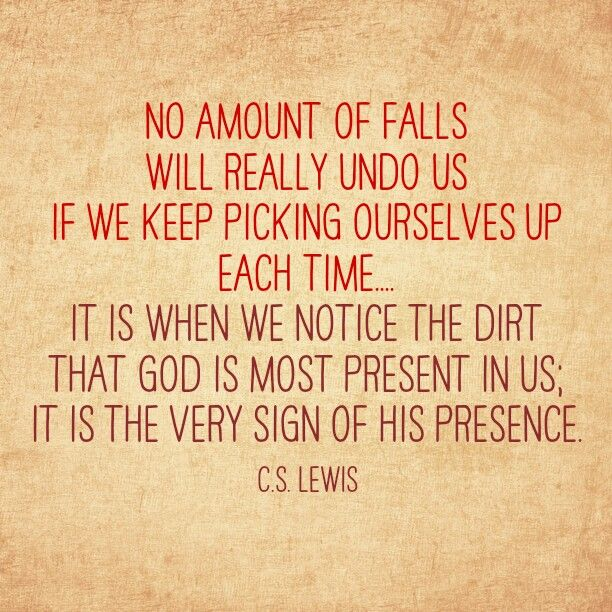 NO AMOUNT OF FALLS
WILL REALLY UNDO US
IF WE KEEP PICKING OURSELVES UP
EACH TIME....
IT IS WHEN WE NOTICE THE DIRT
THAT GOD IS MOST PRESENT IN US;
IT IS THE VERY SIGN OF HIS PRESENCE.
C.S. LEWIS